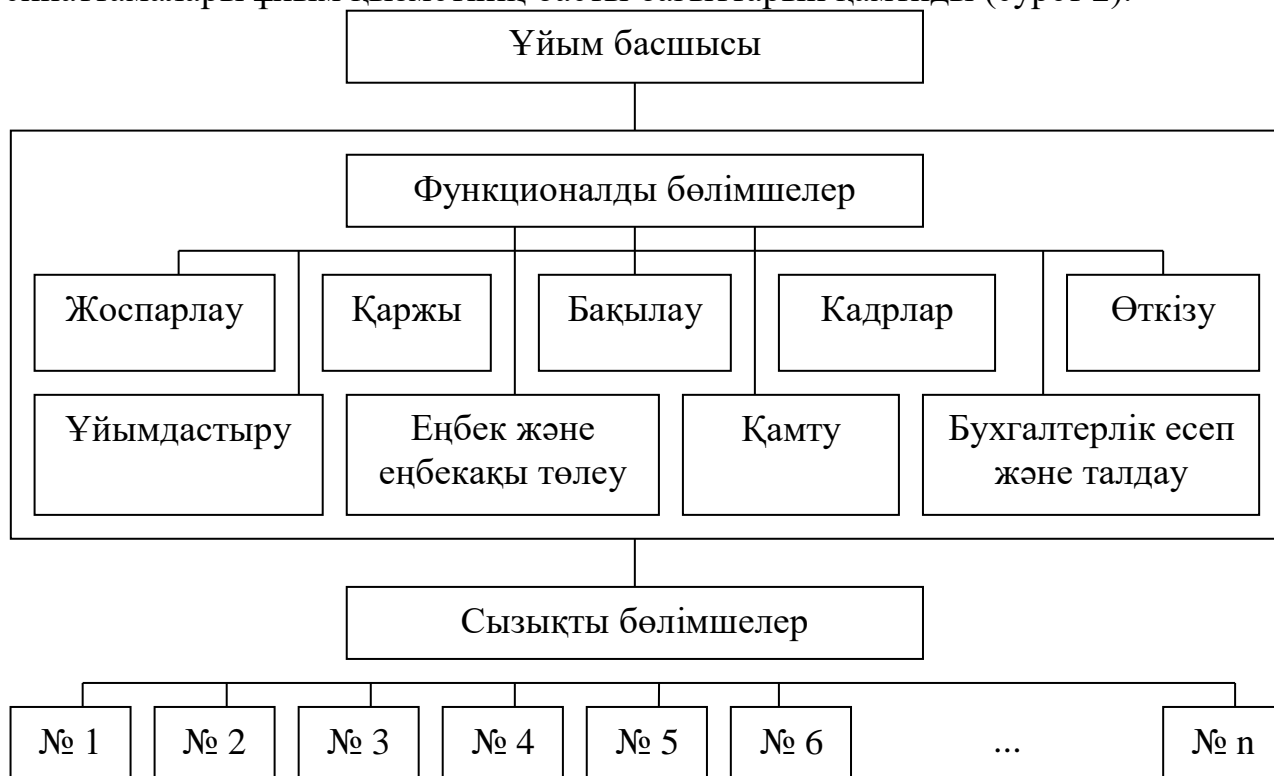 Ұйым басшысы
Функционалды бөлімшелер
Жоспарлау
Қаржы
Бақылау
Кадрлар
Өткізу
Ұйымдастыру
Еңбек және
еңбекақы төлеу
Қамту
Бухгалтерлік есеп
және талдау
Сызықты бөлімшелер
№ 1
№ 2
№ 3
№ 4
№ 5
№ 6
...
№ n